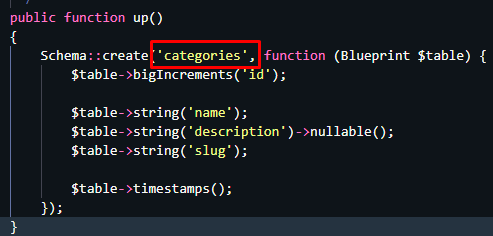 public function up()
{
Schema::create('categories', function (Blueprint $table) {
$table->bigIncrements('id');
$table->string('name');
$table->string('description')->nullable();
$table->string('slug');
$table->timestamps();
});
}